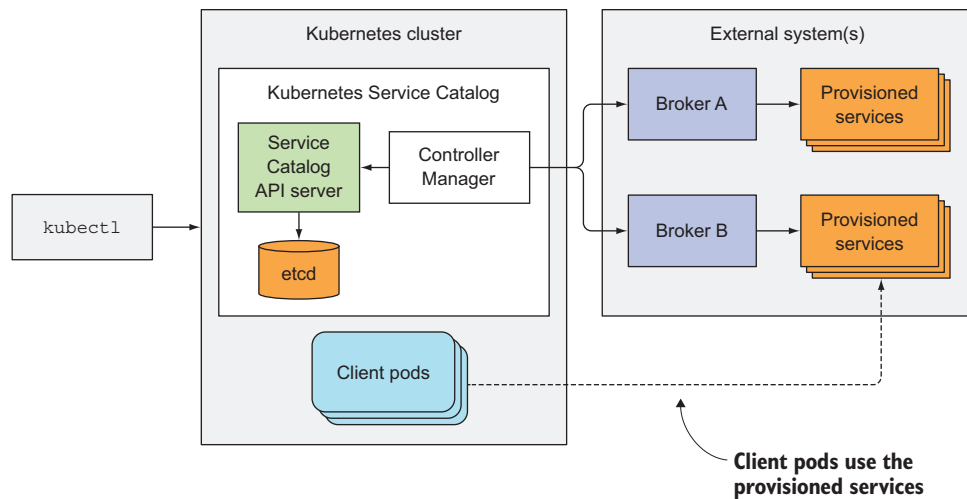 Kubernetes cluster
External system(s)
Kubernetes Service Catalog
Service
Catalog
API server
Controller
Manager
Broker A
Provisioned
services
kubectl
etcd
Broker B
Provisioned
services
Client pods
Client pods use the
provisioned services